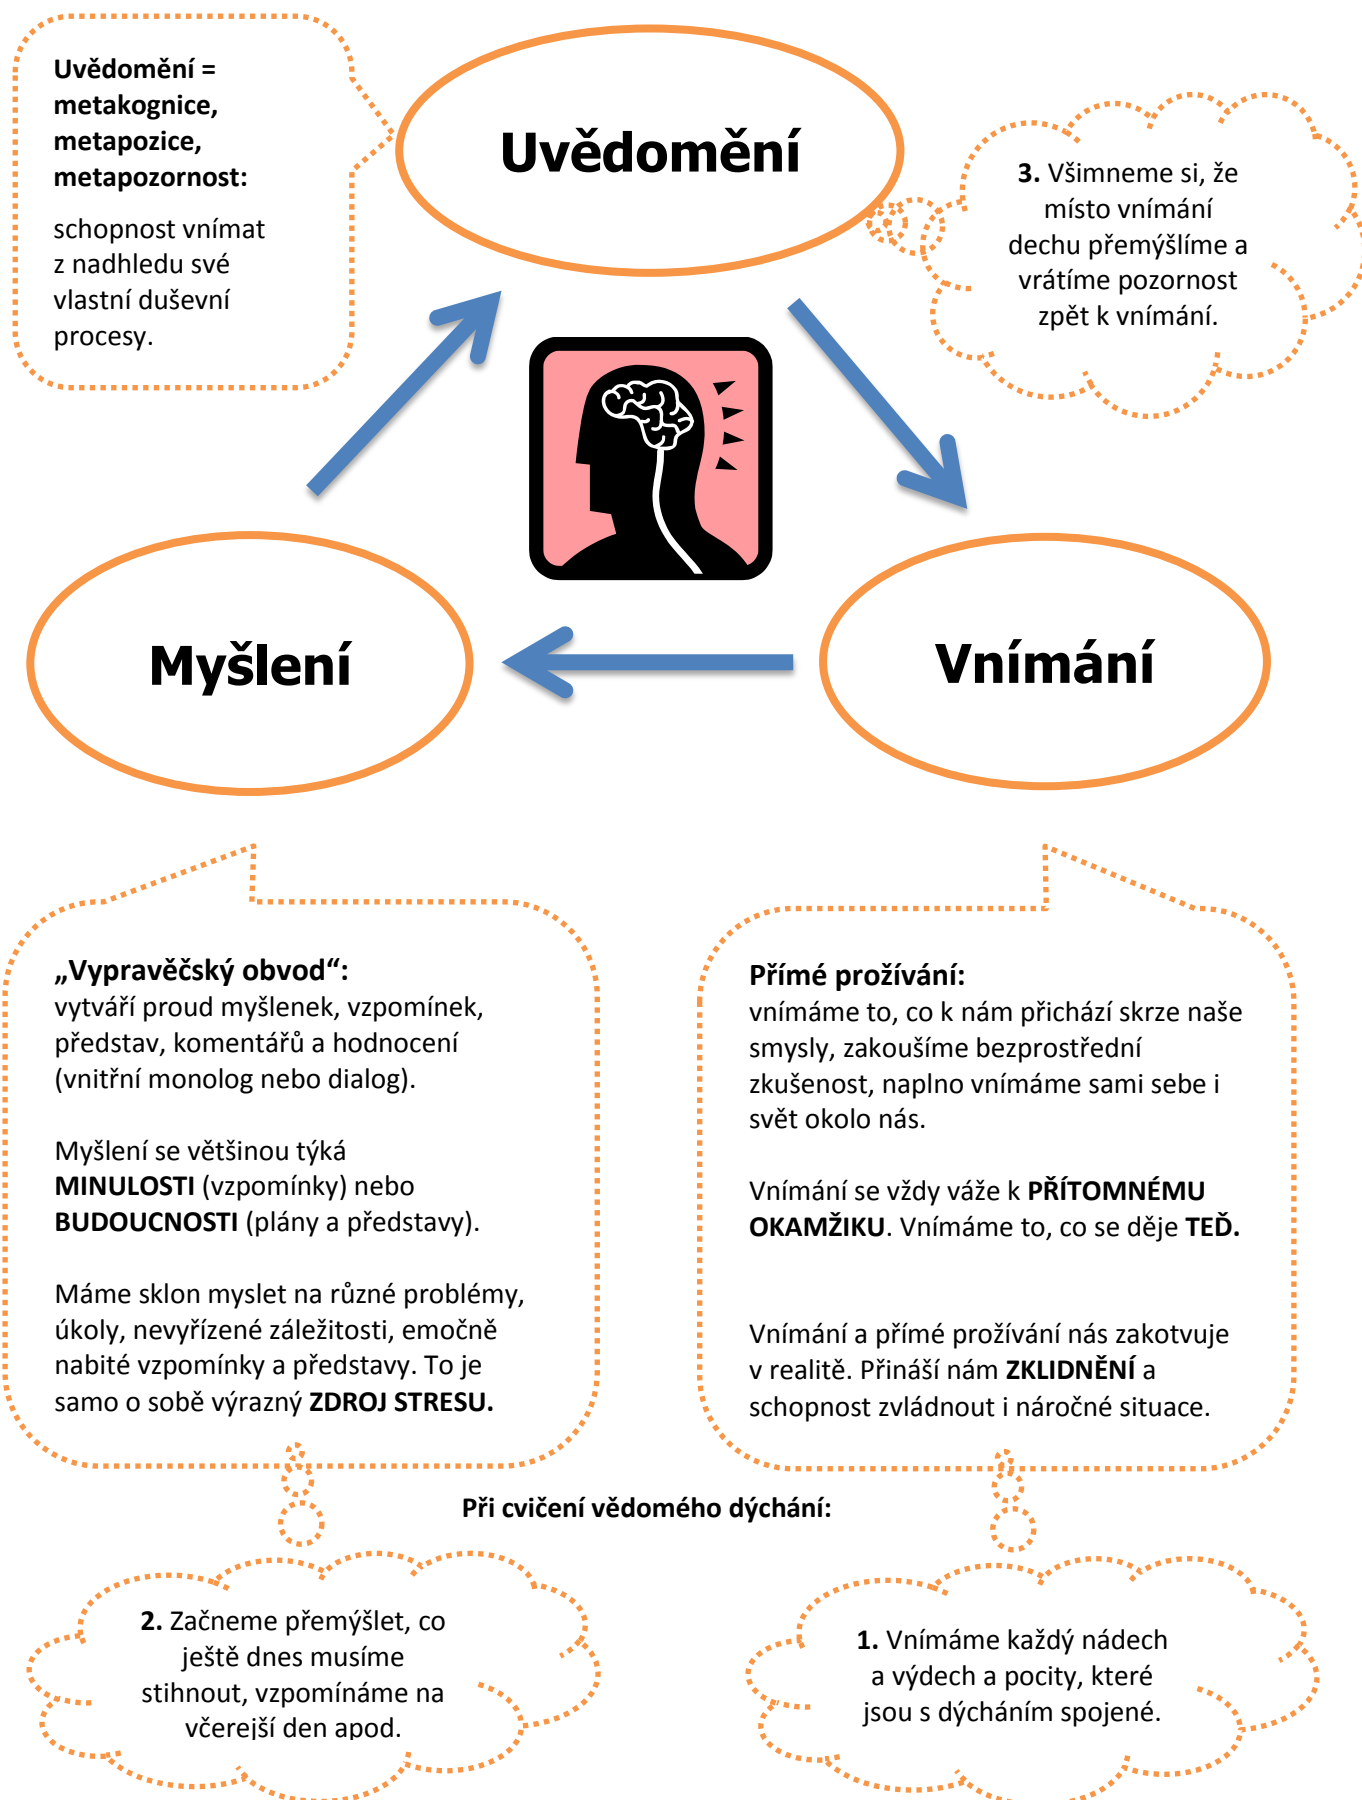 Uvědomění =
metakognice,
metapozice,
metapozornost:
schopnost vnímat
z nadhledu své
vlastní duševní
procesy.
Uvědomění
3. Všimneme si, že
místo vnímání
dechu přemýšlíme a
vrátíme pozornost
zpět k vnímání.
Myšlení
Vnímání
„Vypravěčský obvod“:
vytváří proud myšlenek, vzpomínek,
představ, komentářů a hodnocení
(vnitřní monolog nebo dialog).
Myšlení se většinou týká
MINULOSTI (vzpomínky) nebo
BUDOUCNOSTI (plány a představy).
Máme sklon myslet na různé problémy,
úkoly, nevyřízené záležitosti, emočně
nabité vzpomínky a představy. To je
samo o sobě výrazný ZDROJ STRESU.
Přímé prožívání:
vnímáme to, co k nám přichází skrze naše
smysly, zakoušíme bezprostřední
zkušenost, naplno vnímáme sami sebe i
svět okolo nás.
Vnímání se vždy váže k PŘÍTOMNÉMU
OKAMŽIKU. Vnímáme to, co se děje TEĎ.
Vnímání a přímé prožívání nás zakotvuje
v realitě. Přináší nám ZKLIDNĚNÍ a
schopnost zvládnout i náročné situace.
Při cvičení vědomého dýchání:
2. Začneme přemýšlet, co
ještě dnes musíme
stihnout, vzpomínáme na
včerejší den apod.
1. Vnímáme každý nádech
a výdech a pocity, které
jsou s dýcháním spojené.